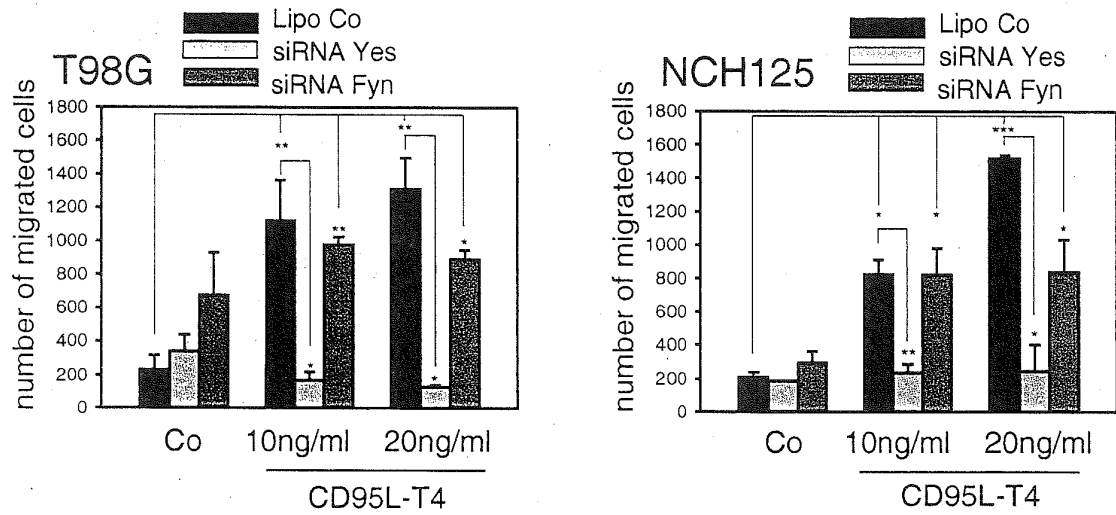 Lipo Co
siRNA Yes
siRNA Fyn
T98G
number of migrated cells
1800
1600
1400
1200
1000
800
600
400
200
0
**
**
**
*
*
*
Co
10ng/ml
20ng/ml
CD95L-T4
Lipo Co
siRNA Yes
siRNA Fyn
NCH125
number of migrated cells
1800
1600
1400
1200
1000
800
600
400
200
0
***
*
*
*
**
*
Co
10ng/ml
20ng/ml
CD95L-T4